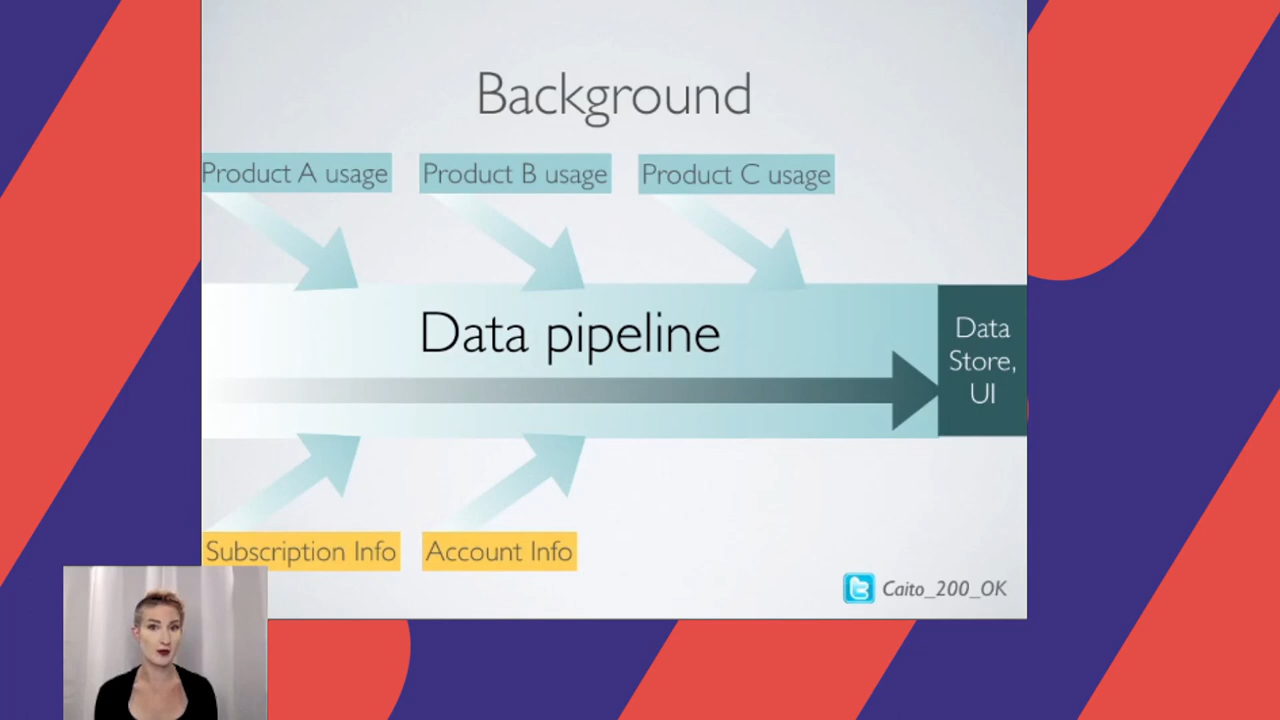 Background
Product A usage
Product B usage
Product C usage
Data pipeline
Data
Store,
UI
Subscription Info
Account Info
Caito_200_OK